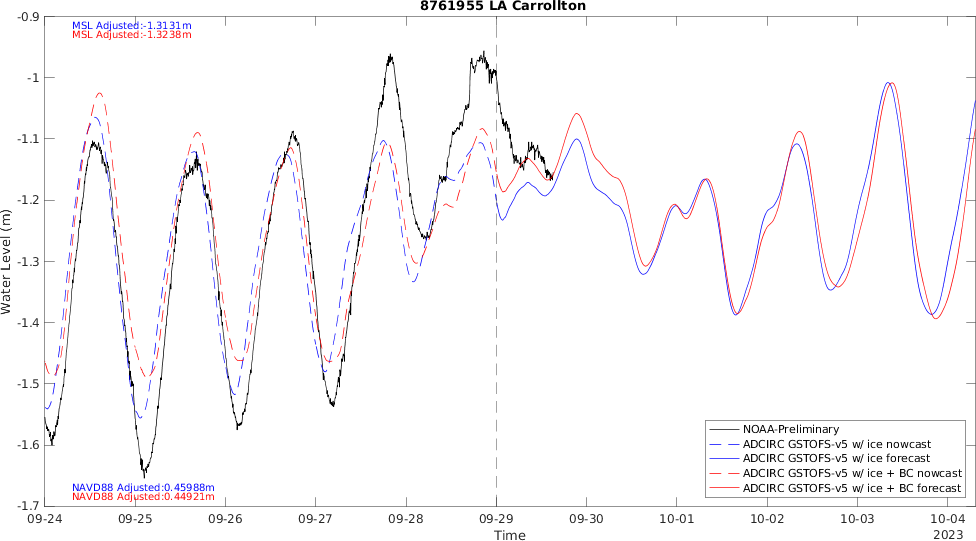 8761955 LA Carrollton
MSL Adjusted:-1.3131m
MSL Adjusted:-1.3238m
-0.9
-1
-1.1
-1.2
-1.3
-1.4
-1.5
-1.6
-1.7
Water Level (m)
NOAA-Preliminary
ADCIRC GSTOFS-v5 w/ ice nowcast
ADCIRC GSTOFS-v5 w/ ice forecast
ADCIRC GSTOFS-v5 w/ ice + BC nowcast
ADCIRC GSTOFS-v5 w/ ice + BC forecast
NAVD88 Adjusted:0.45988m
NAVD88 Adjusted:0.44921m
09-24 09-25 09-26 09-27 09-28 09-29 09-30 10-01 10-02 10-03 10-04
Time 2023